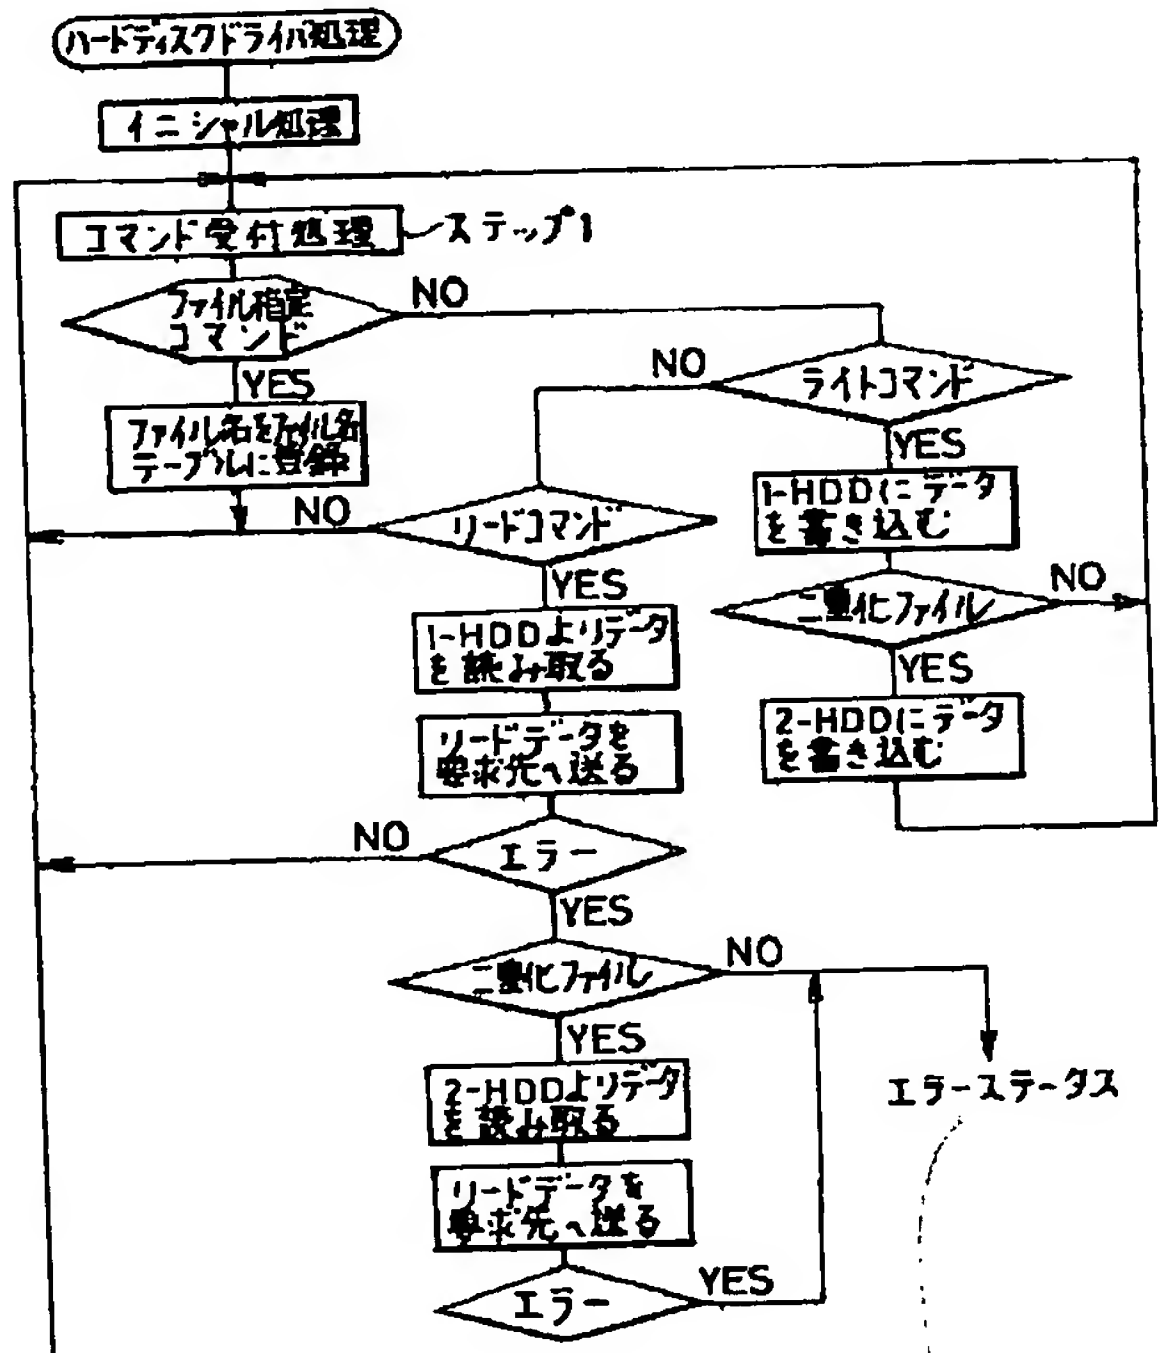 ハードディスクドライバ処理
イニシャル処理
コマンド受付処理
ステップ1
ファイル指定
コマンド
NO
YES
ファイル名をファイル名
テーブルに登録
ライトコマンド
NO
YES
1-HDDにデータ
を書き込む
二重化ファイル
NO
YES
2-HDDにデータ
を書き込む
リードコマンド
NO
YES
1-HDDよりデータ
を読み取る
リードデータを
要求先へ送る
エラー
NO
YES
二重化ファイル
NO
YES
エラーステータス
2-HDDよりデータ
を読み取る
リードデータを
要求先へ送る
エラー
YES